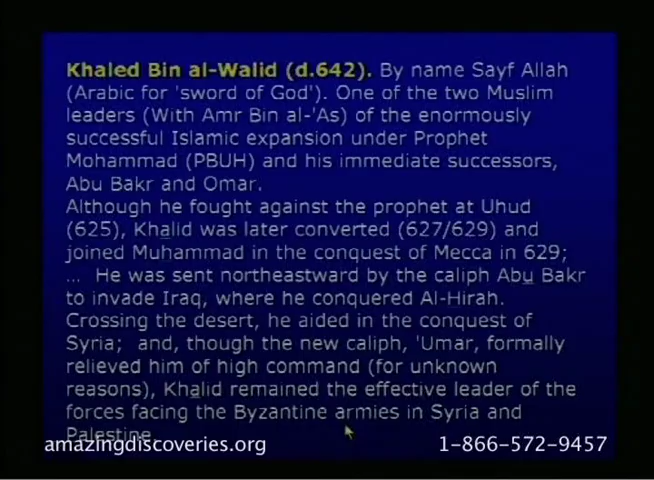 Khaled Bin al-Walid (d.642). By name Sayf Allah
(Arabic for 'sword of God'). One of the two Muslim
leaders (With Amr Bin al-'As) of the enormously
successful Islamic expansion under Prophet
Mohammad (PBUH) and his immediate successors,
Abu Bakr and Omar.
Although he fought against the prophet at Uhud
(625), Khalid was later converted (627/629) and
joined Muhammad in the conquest of Mecca in 629;
... He was sent northeastward by the caliph Abu Bakr
to invade Iraq, where he conquered Al-Hirah.
Crossing the desert, he aided in the conquest of
Syria; and, though the new caliph, 'Umar, formally
relieved him of high command (for unknown
reasons), Khalid remained the effective leader of the
forces facing the Byzantine armies in Syria and
Palestine.
amazingdiscoveries.org 1-866-572-9457